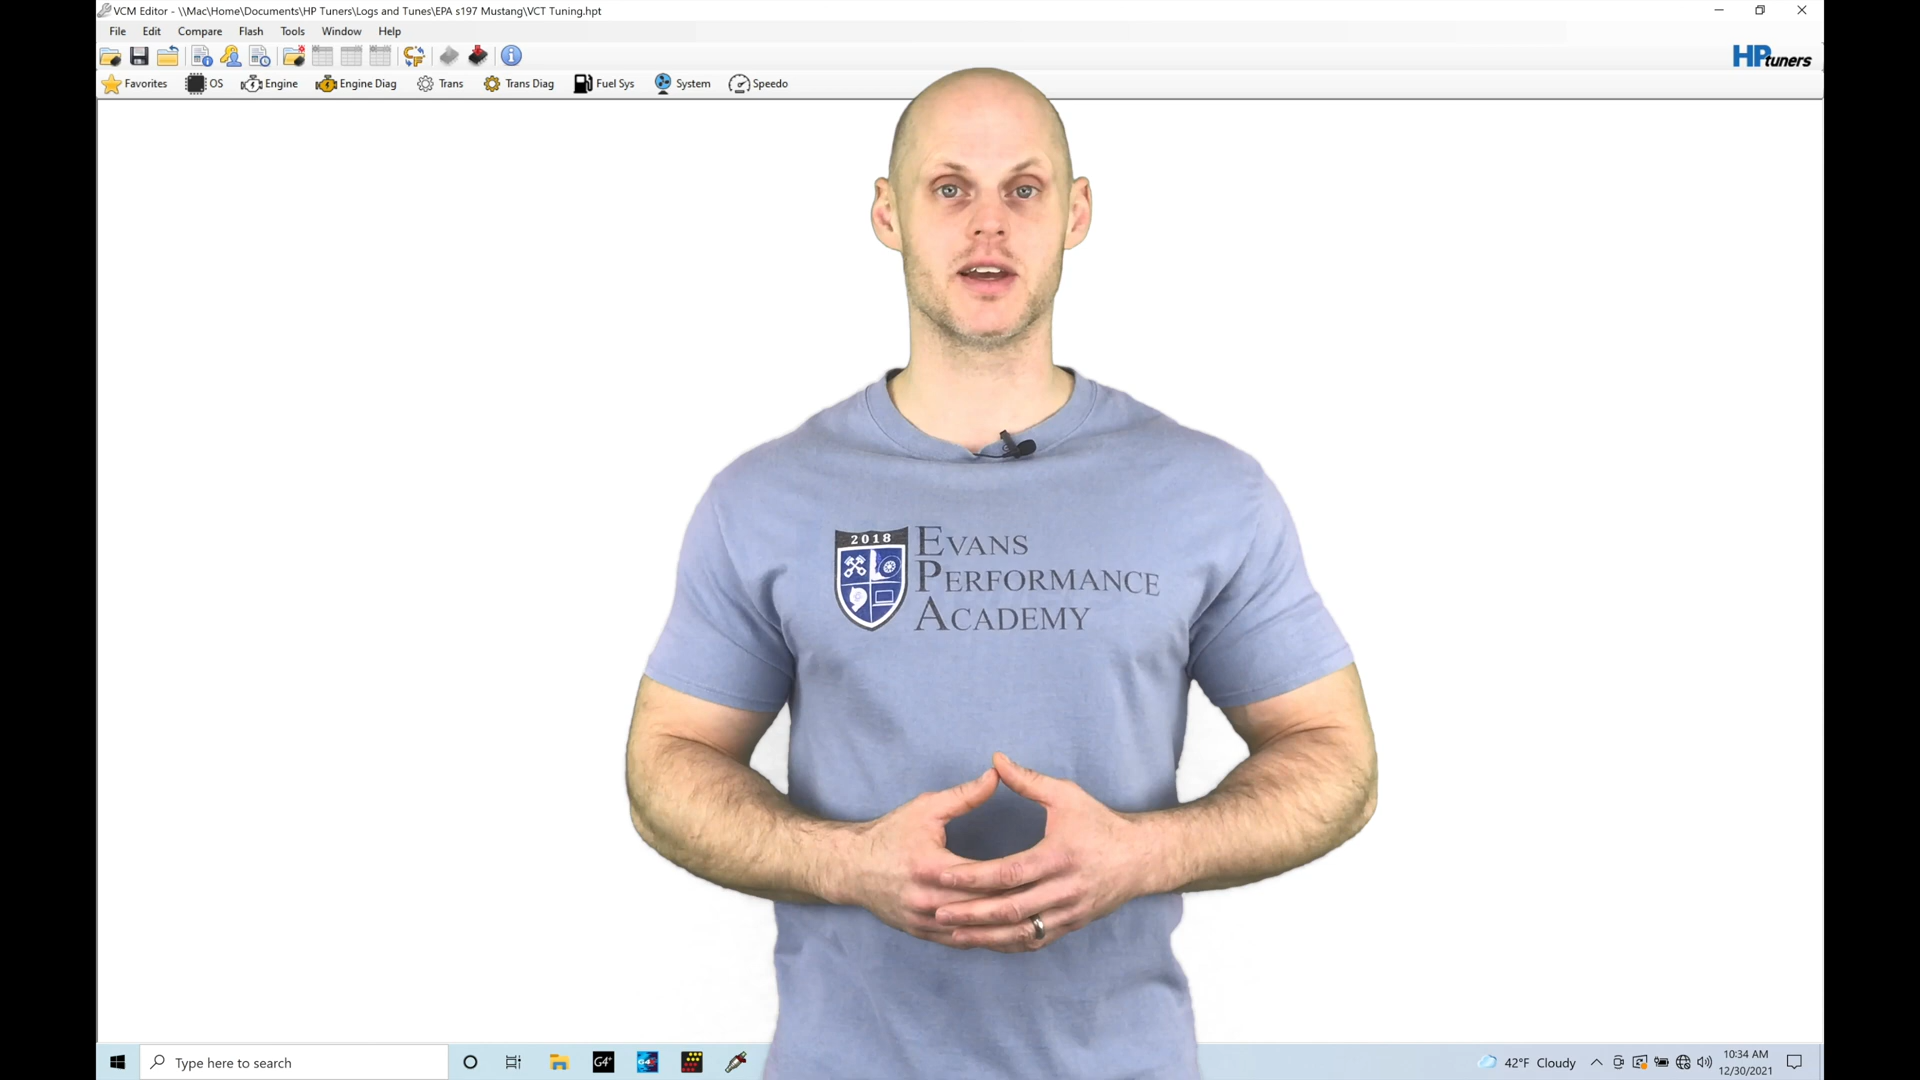 VCM Editor - \\Mac\Home\Documents\HP Tuners\Logs and Tunes\EPA s197 Mustang\VCT Tuning.hpt
File Edit Compare Flash Tools Window Help
HPtuners
Favorites OS Engine Engine Diag Trans Trans Diag Fuel Sys System Speedo
2018
EVANS
PERFORMANCE
ACADEMY
Type here to search
G4+
42°F Cloudy
10:34 AM
12/30/2021